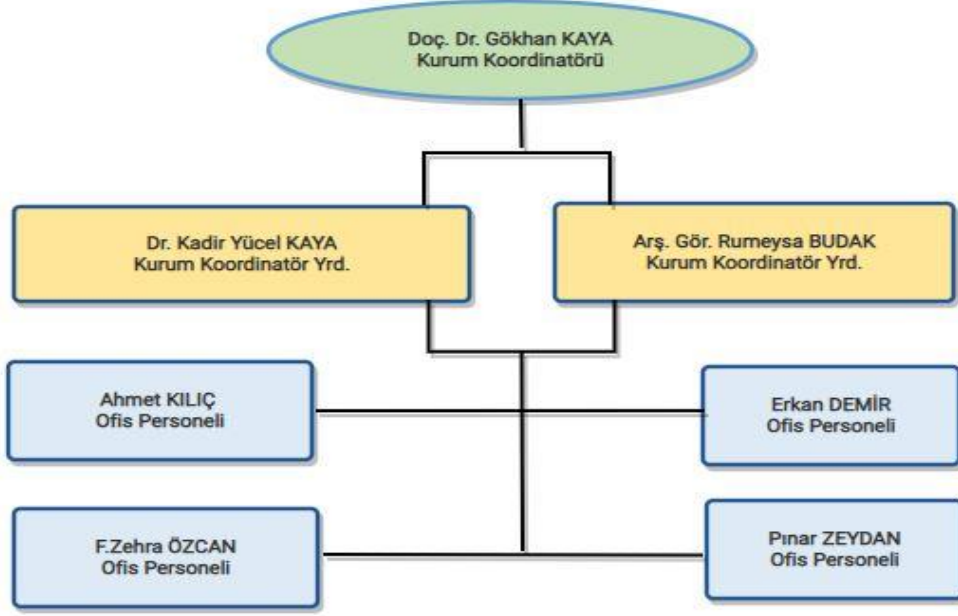 Doç. Dr. Gökhan KAYA
Kurum Koordinatörü
Dr. Kadir Yücel KAYA
Kurum Koordinatör Yrd.
Arş. Gör. Rumeysa BUDAK
Kurum Koordinatör Yrd.
Ahmet KILIÇ
Ofis Personeli
Erkan DEMİR
Ofis Personeli
F.Zehra ÖZCAN
Ofis Personeli
Pınar ZEYDAN
Ofis Personeli